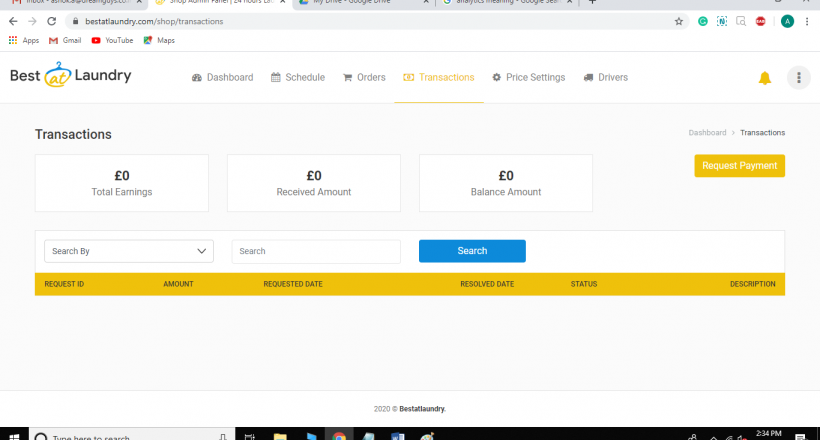 Inbox - ashok.a@dreamguys.co
Shop Admin Panel | 24 hours
My Drive - Google Drive
analytics meaning - Google Sear
bestatlaundry.com/shop/transactions
A
Apps Gmail YouTube Maps
Best at Laundry
Dashboard Schedule Orders Transactions Price Settings Drivers
Transactions
Dashboard > Transactions
£0
Total Earnings
£0
Received Amount
£0
Balance Amount
Request Payment
Search By Search Search
REQUEST ID AMOUNT REQUESTED DATE RESOLVED DATE STATUS DESCRIPTION
2020 © Bestatlaundry.
Type here to search
2:34 PM